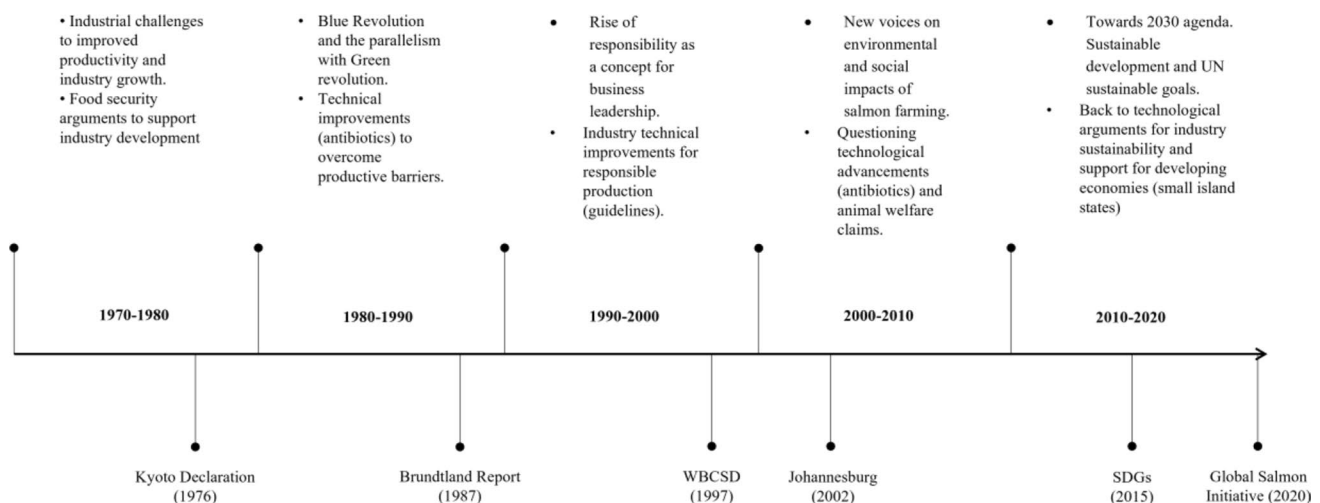 • Industrial challenges
to improved
productivity and
industry growth.
• Food security
arguments to support
industry development
• Blue Revolution
and the parallelism
with Green
revolution.
• Technical
improvements
(antibiotics) to
overcome
productive barriers.
• Rise of
responsibility as
a concept for
business
leadership.
• Industry technical
improvements for
responsible
production
(guidelines).
• New voices on
environmental
and social
impacts of
salmon farming.
• Questioning
technological
advancements
(antibiotics) and
animal welfare
claims.
• Towards 2030 agenda.
Sustainable
development and UN
sustainable goals.
• Back to technological
arguments for industry
sustainability and
support for developing
economies (small island
states)
1970-1980
1980-1990
1990-2000
2000-2010
2010-2020
Kyoto Declaration
(1976)
Brundtland Report
(1987)
WBCSD
(1997)
Johannesburg
(2002)
SDGs
(2015)
Global Salmon
Initiative (2020)